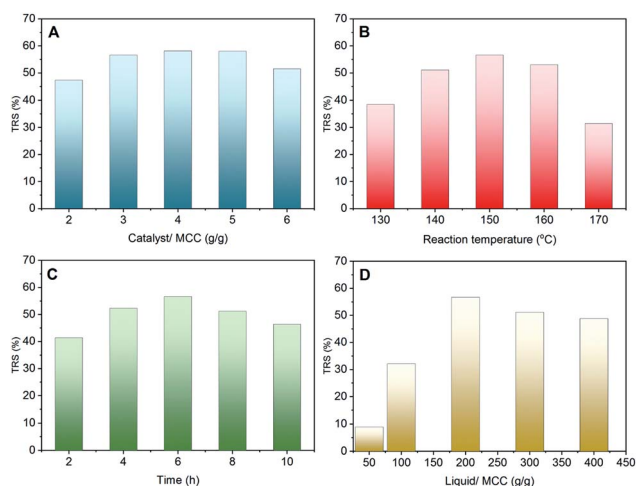 A
TRS (%)
70
60
50
40
30
20
10
0
2 3 4 5 6
Catalyst/ MCC (g/g)
B
TRS (%)
70
60
50
40
30
20
10
0
130 140 150 160 170
Reaction temperature (°C)
C
TRS (%)
70
60
50
40
30
20
10
0
2 4 6 8 10
Time (h)
D
TRS (%)
70
60
50
40
30
20
10
0
50 100 150 200 250 300 350 400 450
Liquid/ MCC (g/g)